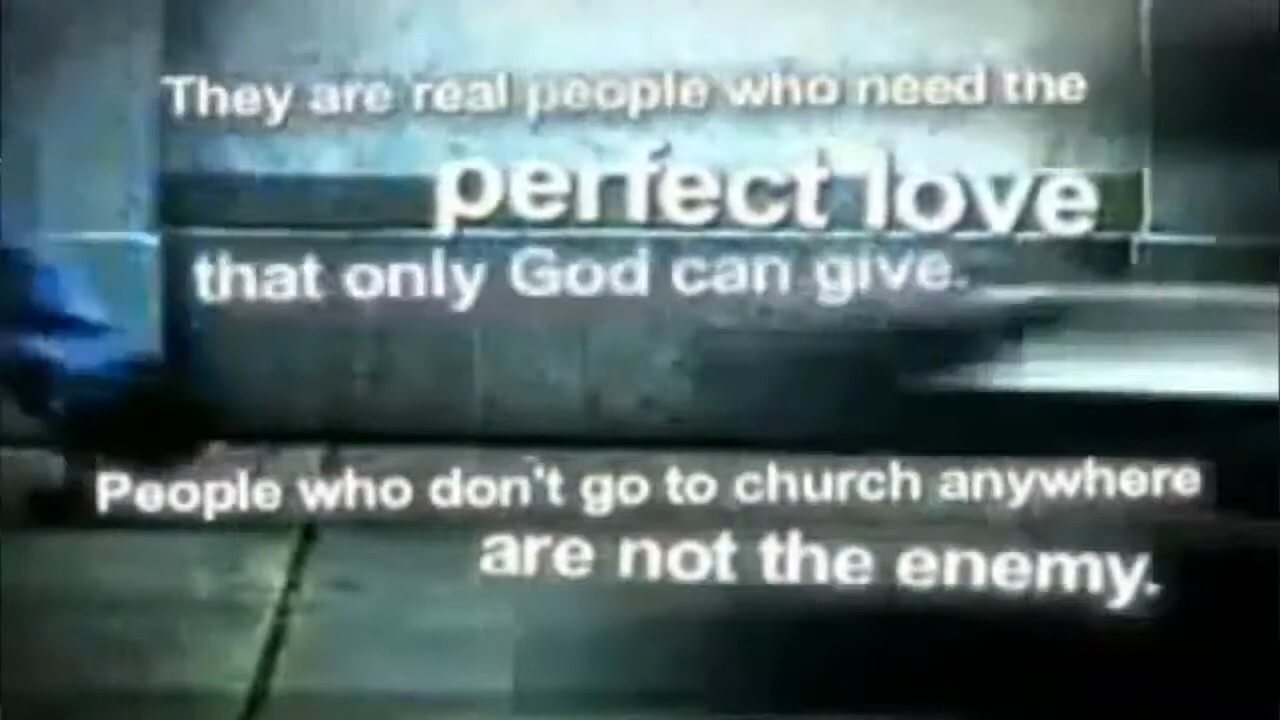 They are real people who need the
perfect love
that only God can give.
People who don't go to church anywhere
are not the enemy.